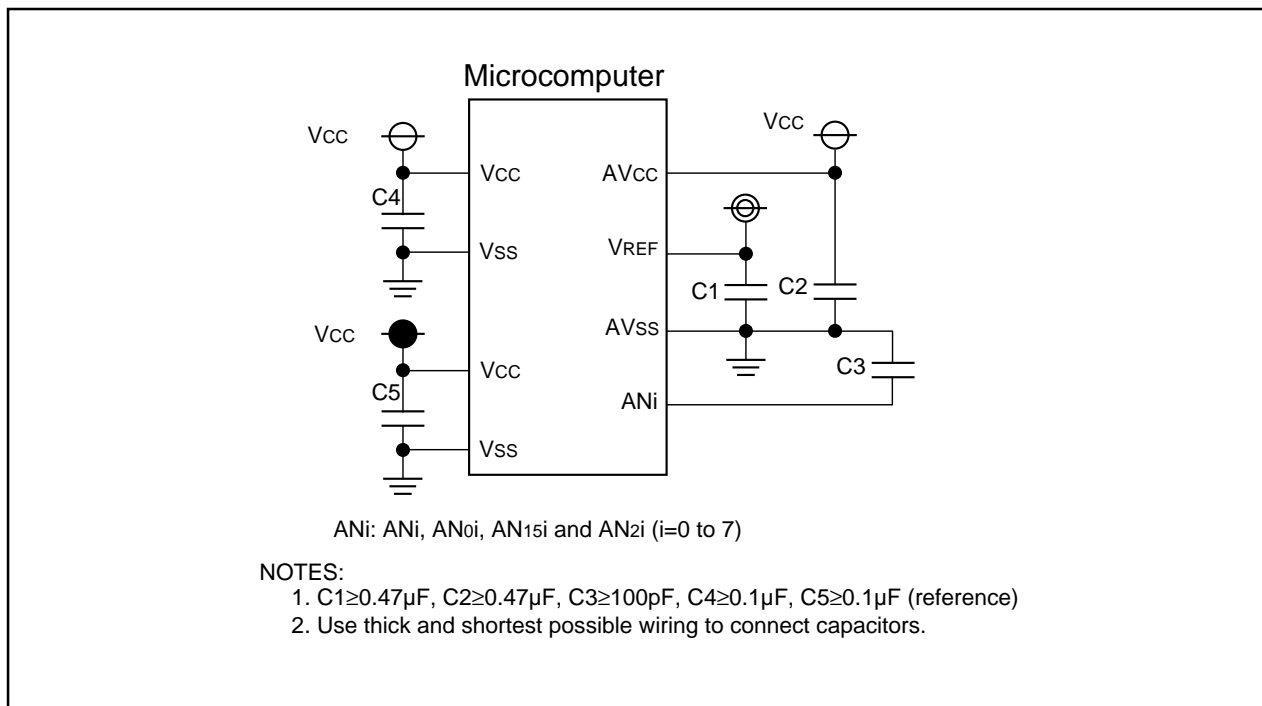 Microcomputer
VCC
VCC
VCC
AVCC
C4
VSS
VREF
C1
C2
VCC
AVSS
VCC
C3
C5
ANi
VSS
ANi: ANi, AN0i, AN15i and AN2i (i=0 to 7)
NOTES:
1. C1≥0.47µF, C2≥0.47µF, C3≥100pF, C4≥0.1µF, C5≥0.1µF (reference)
2. Use thick and shortest possible wiring to connect capacitors.